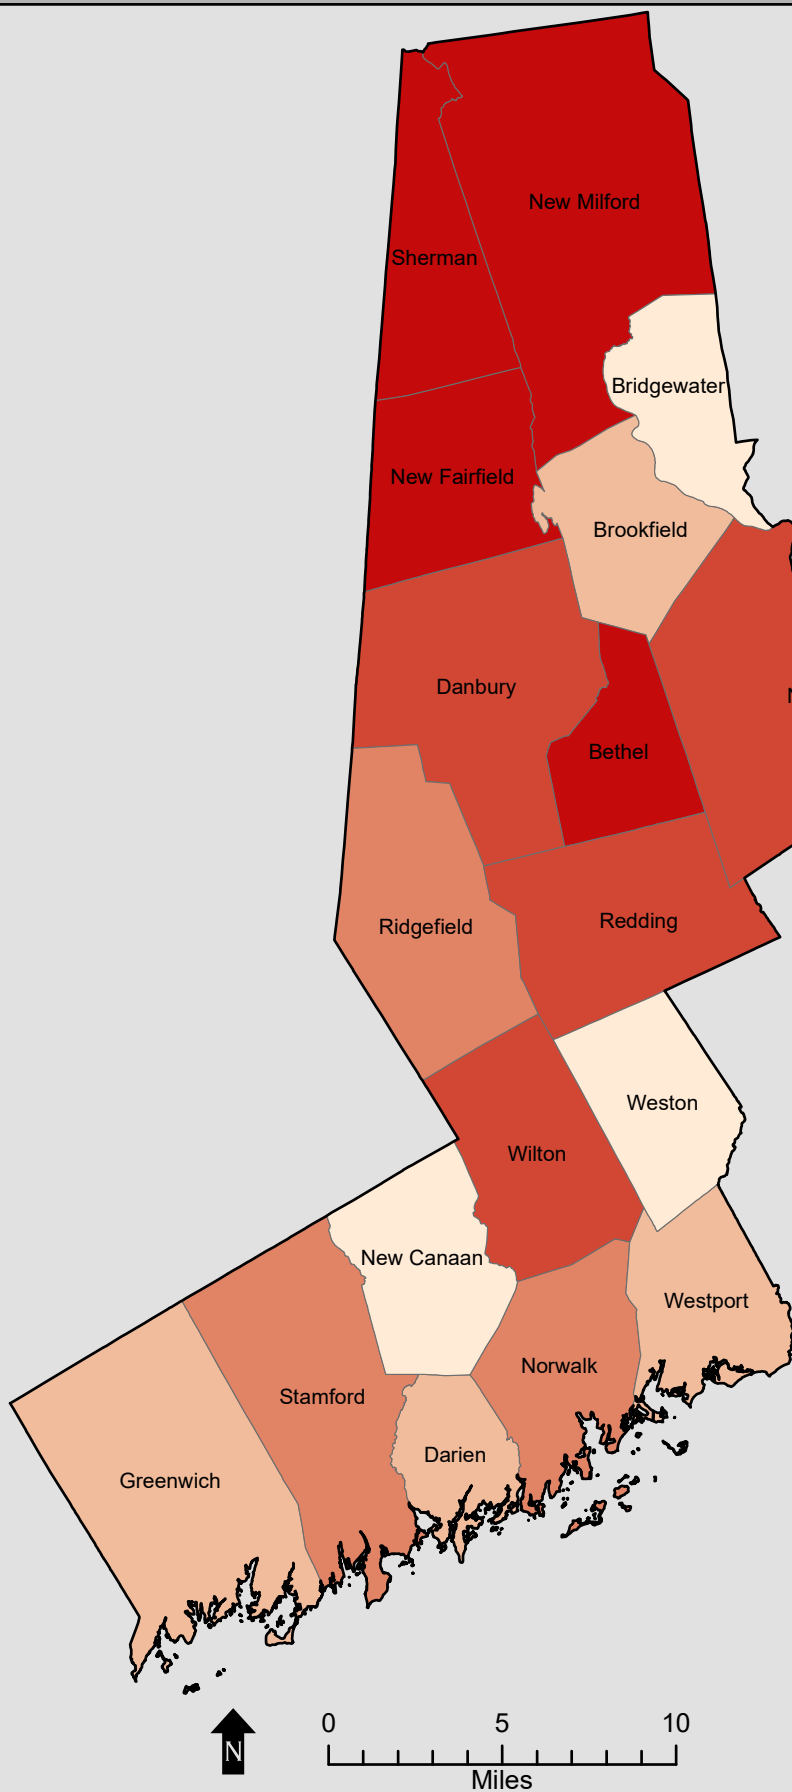 New Milford
Sherman
Bridgewater
New Fairfield
Brookfield
Danbury
Bethel
Redding
Ridgefield
Weston
Wilton
New Canaan
Westport
Norwalk
Stamford
Darien
Greenwich
0 5 10
N
Miles